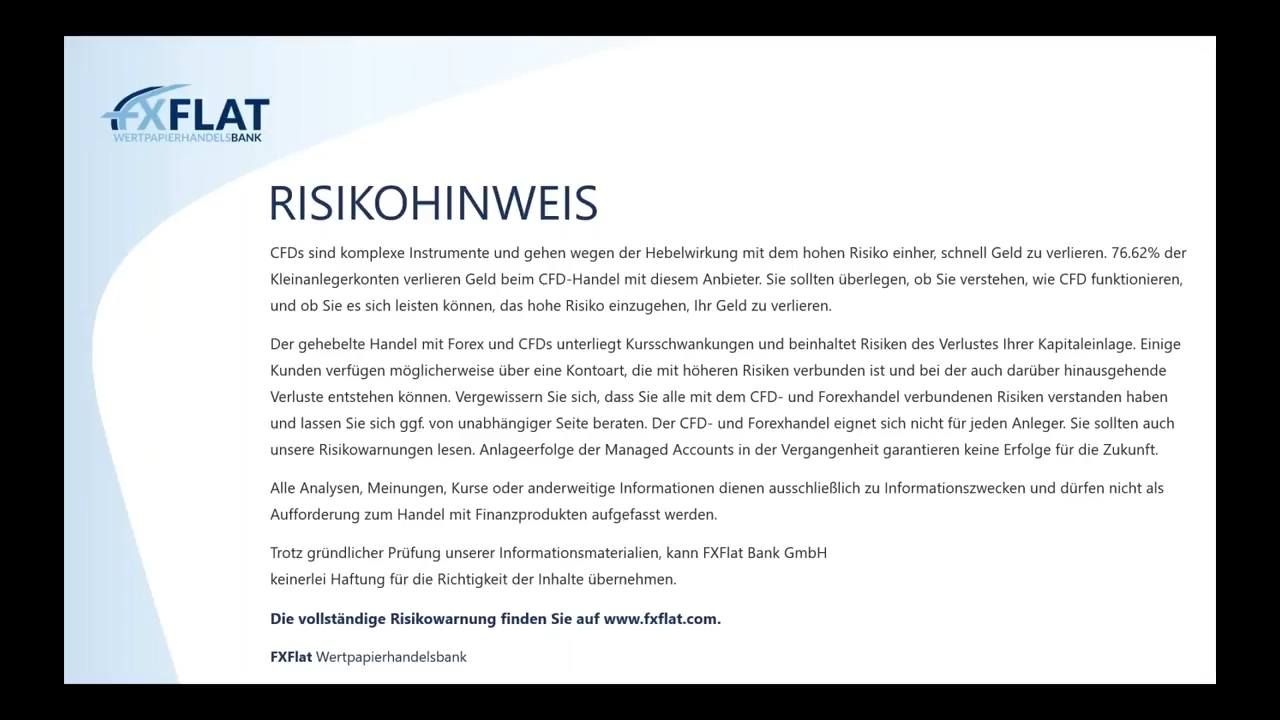 FXFLAT
WERTPAPIERHANDELSBANK
RISIKOHINWEIS
CFDs sind komplexe Instrumente und gehen wegen der Hebelwirkung mit dem hohen Risiko einher, schnell Geld zu verlieren. 76.62% der
Kleinanlegerkonten verlieren Geld beim CFD-Handel mit diesem Anbieter. Sie sollten überlegen, ob Sie verstehen, wie CFD funktionieren,
und ob Sie es sich leisten können, das hohe Risiko einzugehen, Ihr Geld zu verlieren.
Der gehebelte Handel mit Forex und CFDs unterliegt Kursschwankungen und beinhaltet Risiken des Verlustes Ihrer Kapitaleinlage. Einige
Kunden verfügen möglicherweise über eine Kontoart, die mit höheren Risiken verbunden ist und bei der auch darüber hinausgehende
Verluste entstehen können. Vergewissern Sie sich, dass Sie alle mit dem CFD- und Forexhandel verbundenen Risiken verstanden haben
und lassen Sie sich ggf. von unabhängiger Seite beraten. Der CFD- und Forexhandel eignet sich nicht für jeden Anleger. Sie sollten auch
unsere Risikowarnungen lesen. Anlageerfolge der Managed Accounts in der Vergangenheit garantieren keine Erfolge für die Zukunft.
Alle Analysen, Meinungen, Kurse oder anderweitige Informationen dienen ausschließlich zu Informationszwecken und dürfen nicht als
Aufforderung zum Handel mit Finanzprodukten aufgefasst werden.
Trotz gründlicher Prüfung unserer Informationsmaterialien, kann FXFlat Bank GmbH
keinerlei Haftung für die Richtigkeit der Inhalte übernehmen.
Die vollständige Risikowarnung finden Sie auf www.fxflat.com.
FXFlat Wertpapierhandelsbank